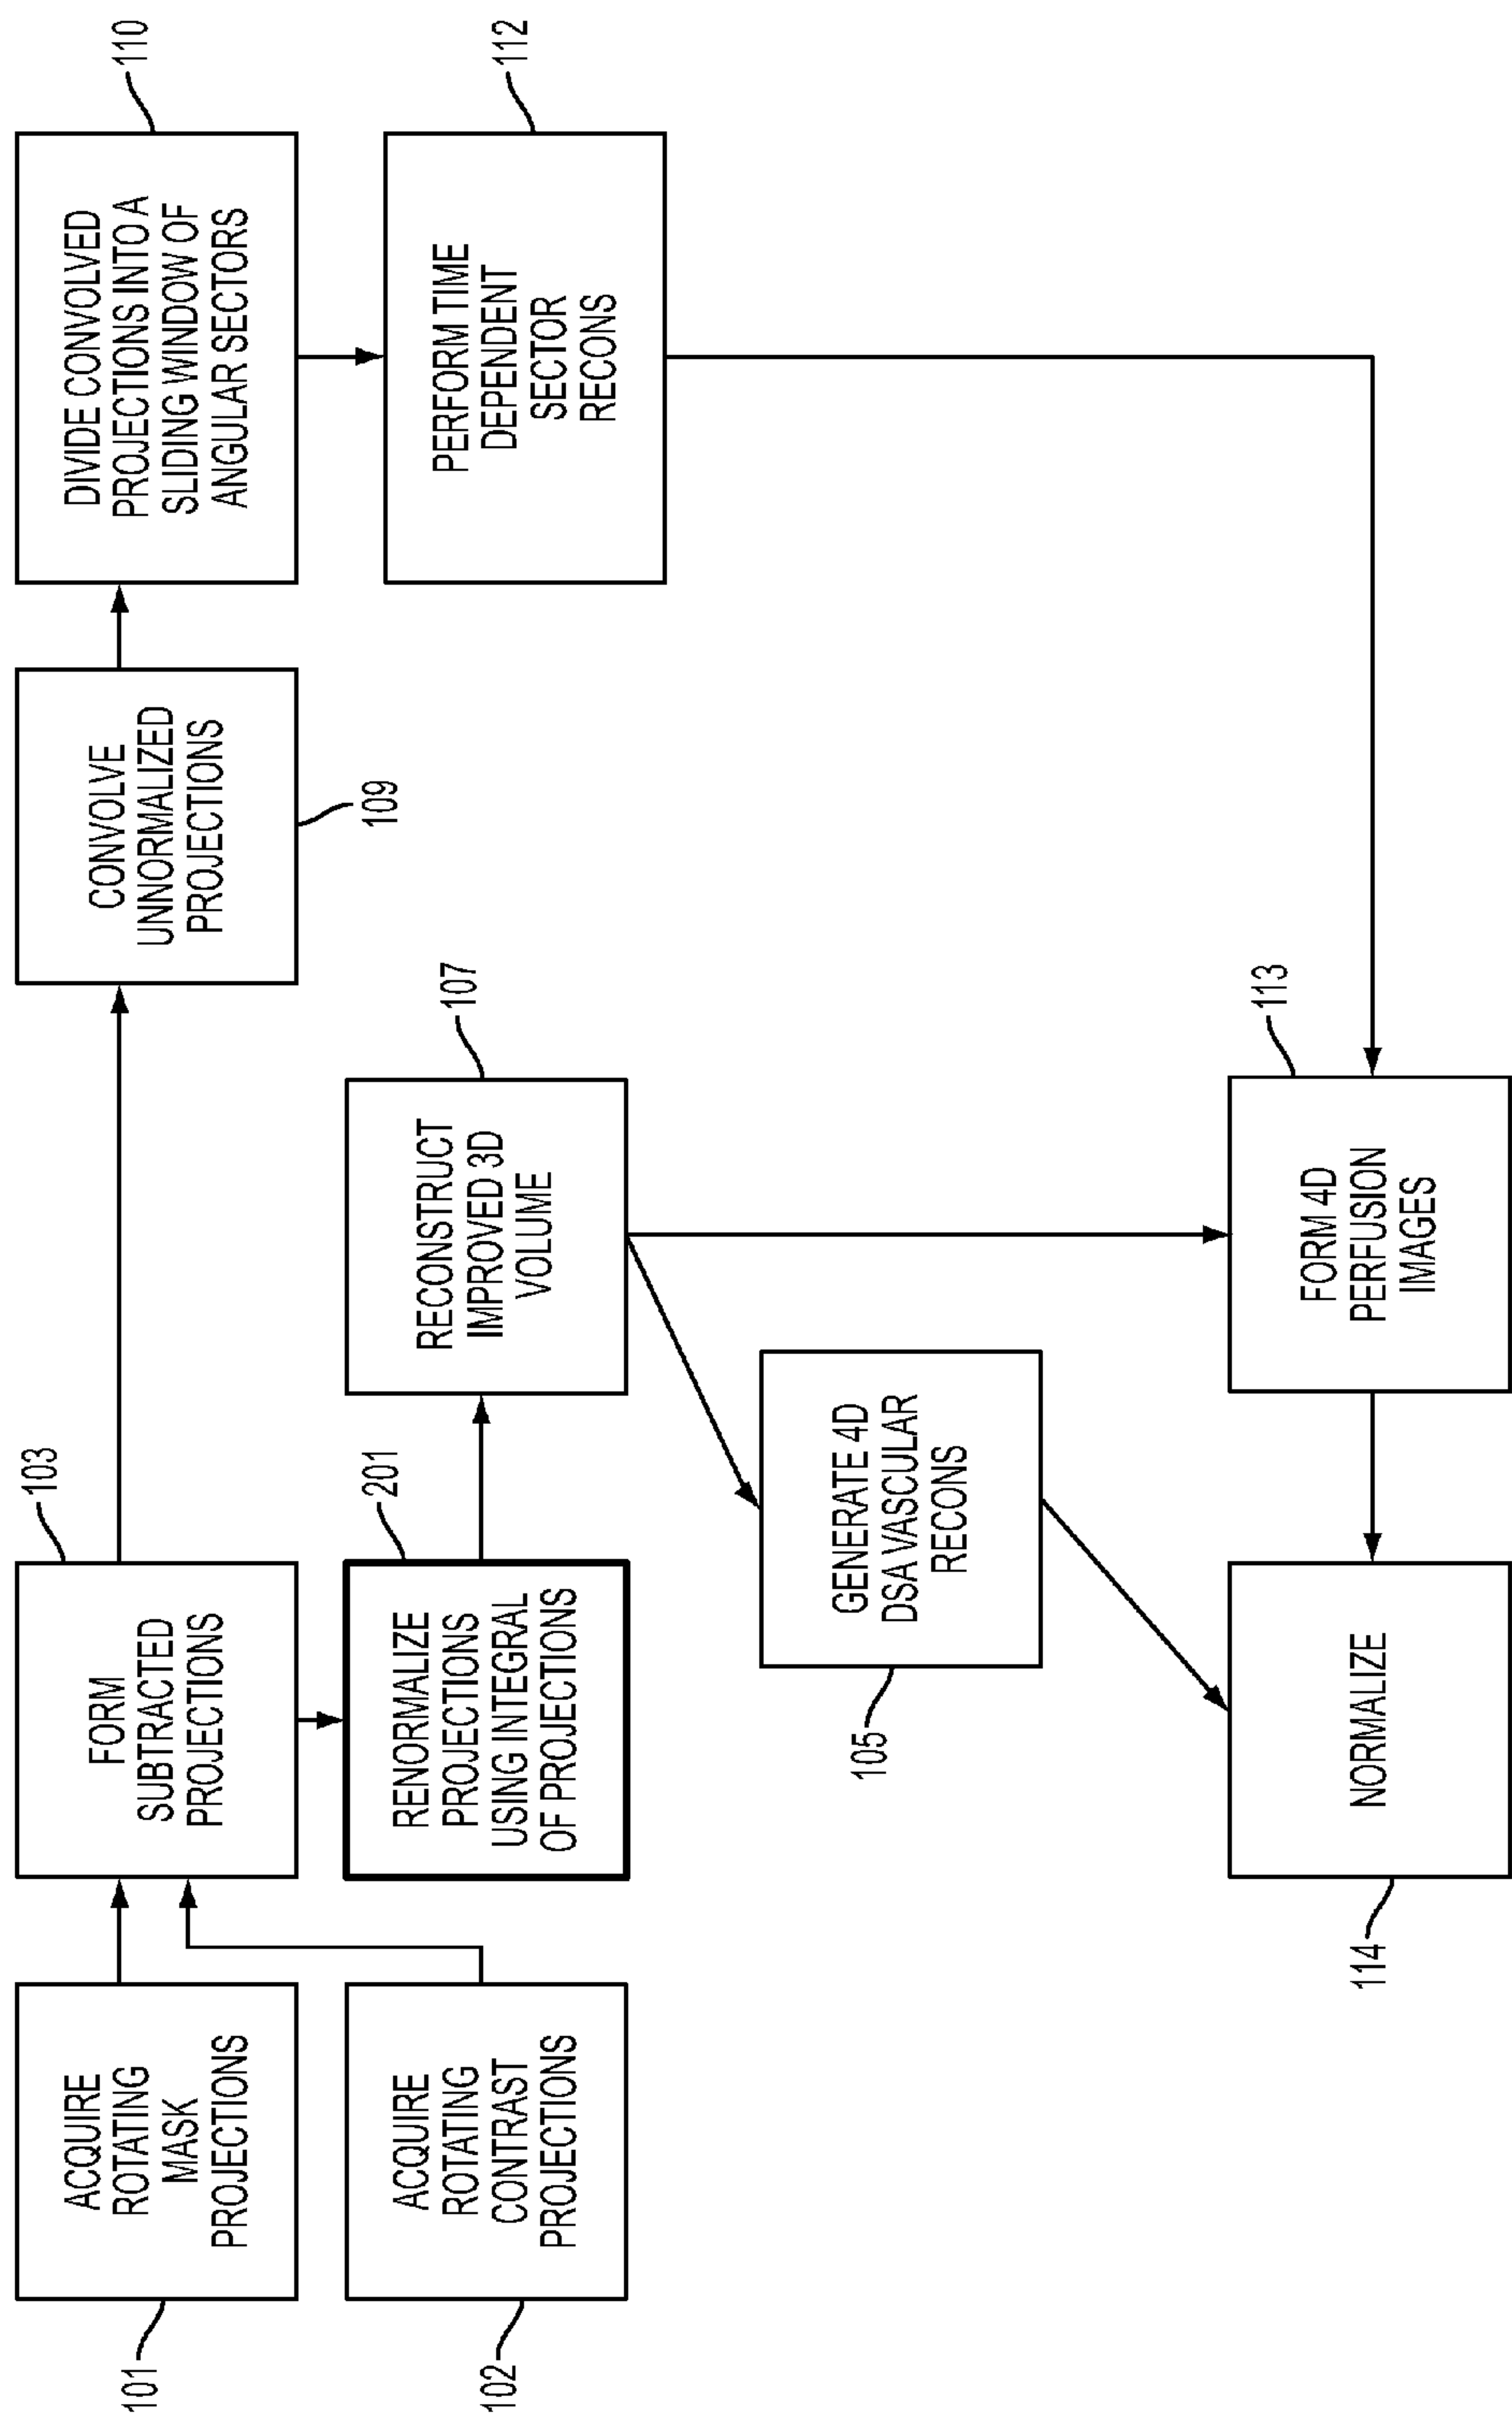 101
ACQUIRE
ROTATING
MASK
PROJECTIONS
102
ACQUIRE
ROTATING
CONTRAST
PROJECTIONS
103
FORM
SUBTRACTED
PROJECTIONS
201
RENORMALIZE
PROJECTIONS
USING INTEGRAL
OF PROJECTIONS
107
RECONSTRUCT
IMPROVED 3D
VOLUME
105
GENERATE 4D
DSA VASCULAR
RECONS
109
CONVOLVE
UNNORMALIZED
PROJECTIONS
110
DIVIDE CONVOLVED
PROJECTIONS INTO A
SLIDING WINDOW OF
ANGULAR SECTORS
112
PERFORM TIME
DEPENDENT
SECTOR
RECONS
113
FORM 4D
PERFUSION
IMAGES
114
NORMALIZE